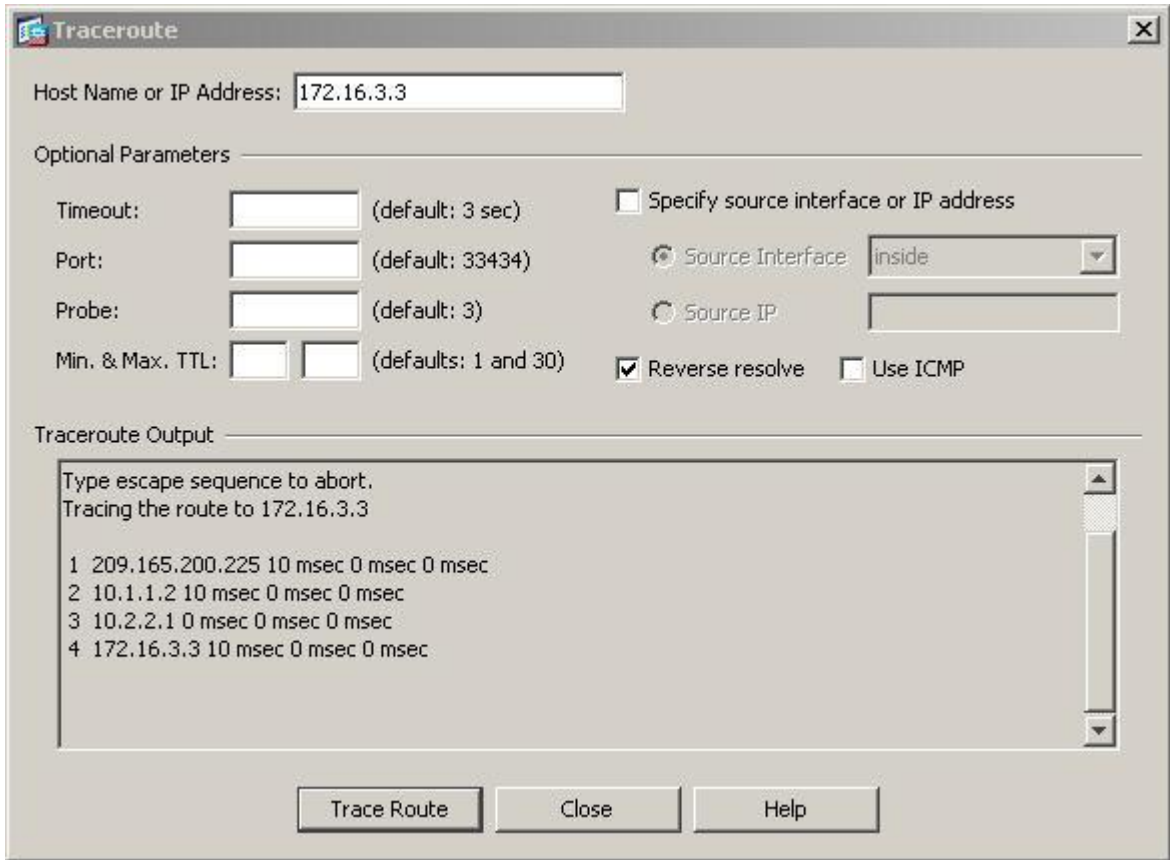 Traceroute
Host Name or IP Address: 172.16.3.3
Optional Parameters
Timeout: (default: 3 sec)
Port: (default: 33434)
Probe: (default: 3)
Min. & Max. TTL: (defaults: 1 and 30)
Specify source interface or IP address
Source Interface inside
Source IP
Reverse resolve Use ICMP
Traceroute Output
Type escape sequence to abort.
Tracing the route to 172.16.3.3
1 209.165.200.225 10 msec 0 msec 0 msec
2 10.1.1.2 10 msec 0 msec 0 msec
3 10.2.2.1 0 msec 0 msec 0 msec
4 172.16.3.3 10 msec 0 msec 0 msec
Trace Route Close Help